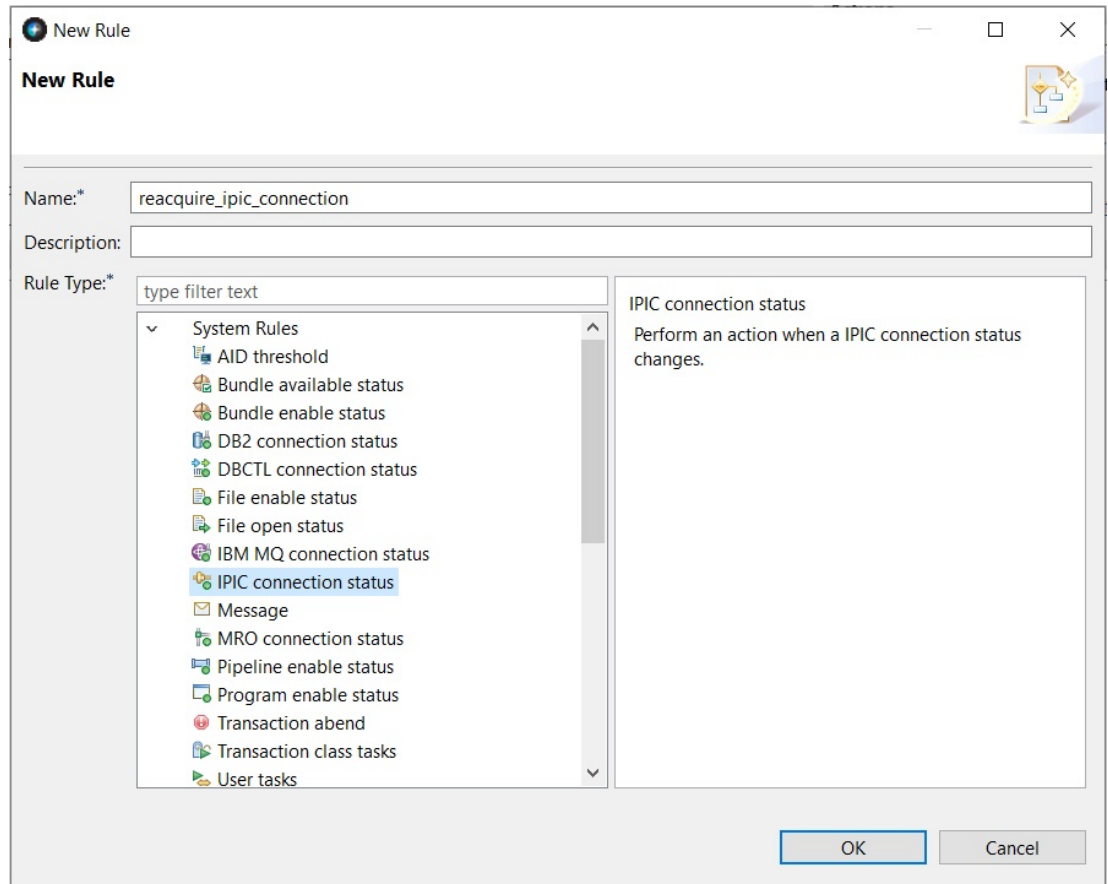 New Rule
New Rule
Name:* reacquire_ipic_connection
Description:
Rule Type:* type filter text
System Rules
AID threshold
Bundle available status
Bundle enable status
DB2 connection status
DBCTL connection status
File enable status
File open status
IBM MQ connection status
IPIC connection status
Message
MRO connection status
Pipeline enable status
Program enable status
Transaction abend
Transaction class tasks
User tasks
IPIC connection status
Perform an action when a IPIC connection status
changes.
OK Cancel